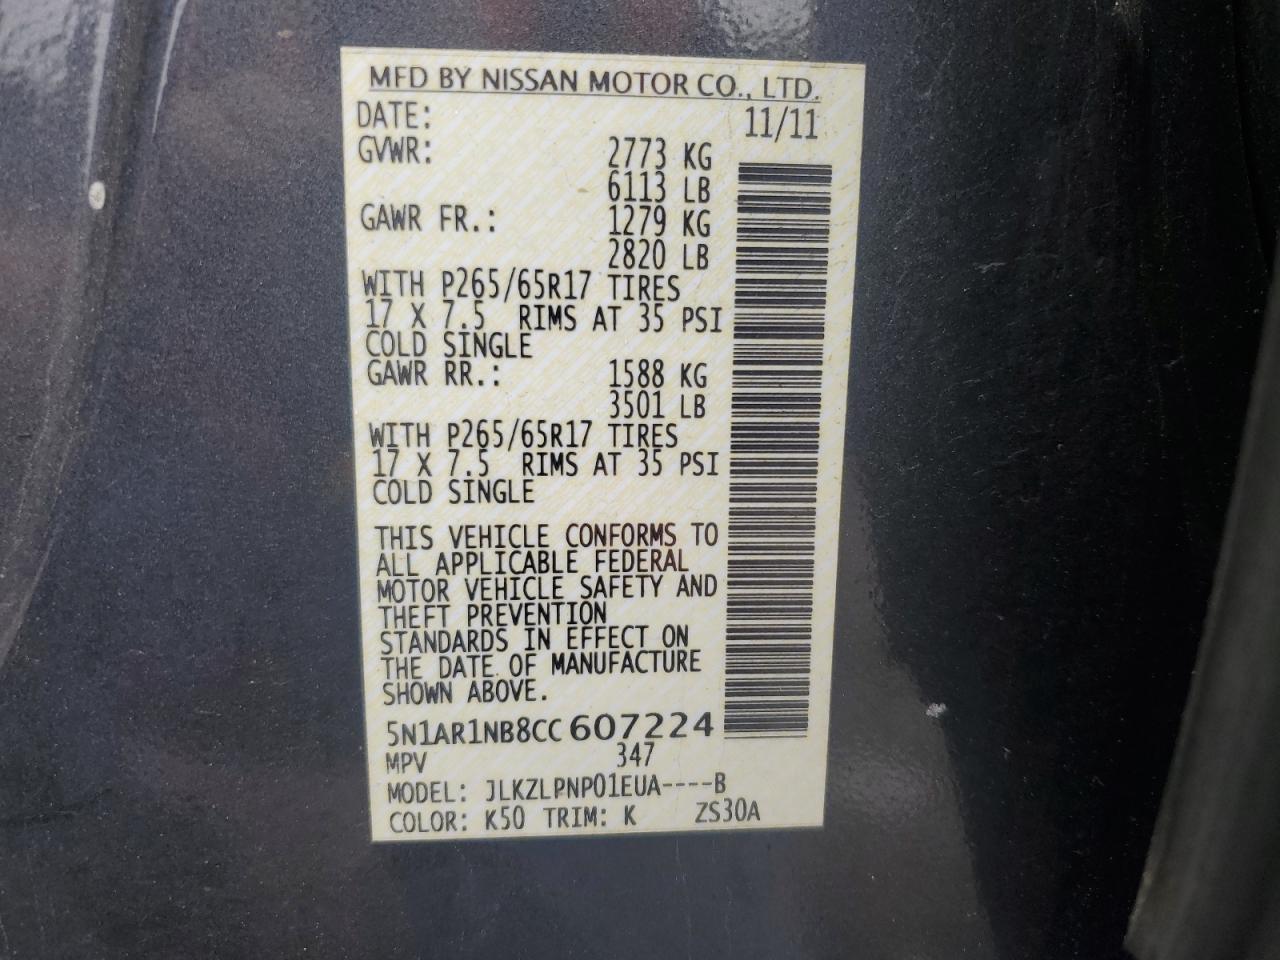 MFD BY NISSAN MOTOR CO., LTD.
DATE: 11/11
GVWR: 2773 KG
6113 LB
GAWR FR.: 1279 KG
2820 LB
WITH P265/65R17 TIRES
17 X 7.5 RIMS AT 35 PSI
COLD SINGLE
GAWR RR.: 1588 KG
3501 LB
WITH P265/65R17 TIRES
17 X 7.5 RIMS AT 35 PSI
COLD SINGLE
THIS VEHICLE CONFORMS TO
ALL APPLICABLE FEDERAL
MOTOR VEHICLE SAFETY AND
THEFT PREVENTION
STANDARDS IN EFFECT ON
THE DATE OF MANUFACTURE
SHOWN ABOVE.
5N1AR1NB8CC607224
MPV 347
MODEL: JLKZLPNP01EUA----B
COLOR: K50 TRIM: K ZS30A